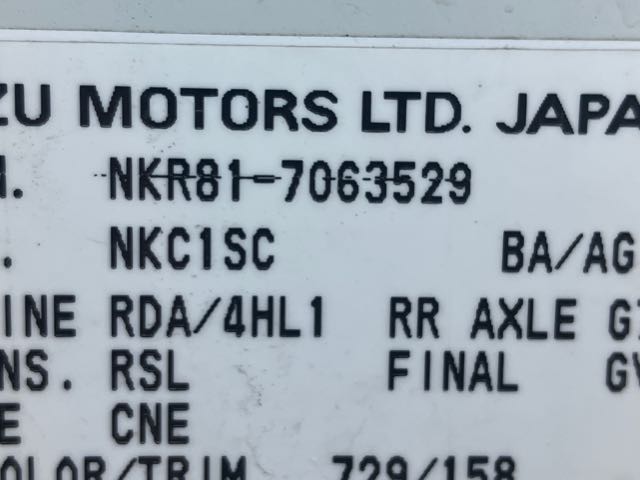 ZU MOTORS LTD. JAPA
N. NKR81-7063529
. NKC1SC BA/AG
INE RDA/4HL1 RR AXLE G7
NS. RSL FINAL GV
E CNE
OLOR/TRIM 729/158